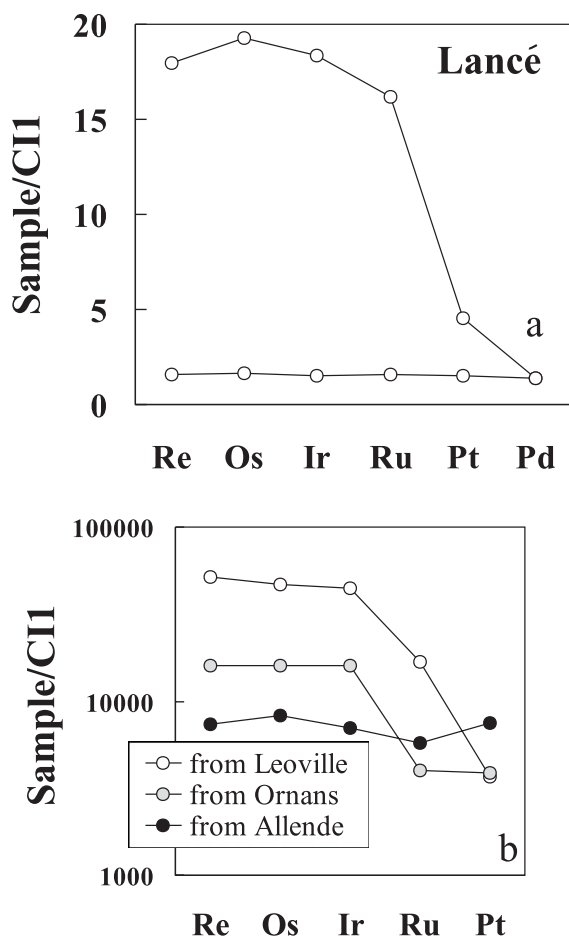 20
15
10
5
0
Sample/CI1
Lancé
a
Re Os Ir Ru Pt Pd
100000
10000
1000
Sample/CI1
from Leoville
from Ornans
from Allende
b
Re Os Ir Ru Pt